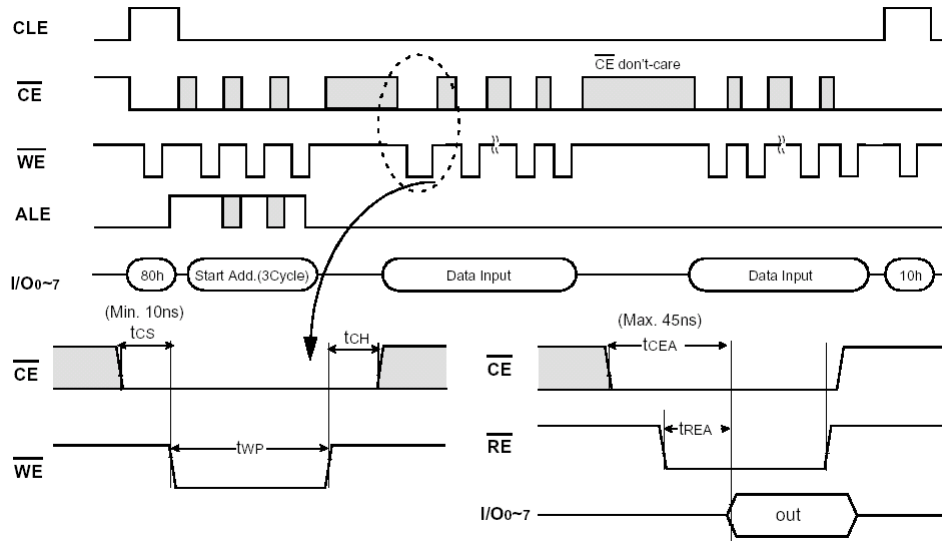 CLE
CE don't-care
CE
WE
ALE
I/O0~7 80h Start Add.(3Cycle) Data Input Data Input 10h
(Min. 10ns)
tCS
tCH
CE
tWP
WE
(Max. 45ns)
tCEA
CE
tREA
RE
I/O0~7 out